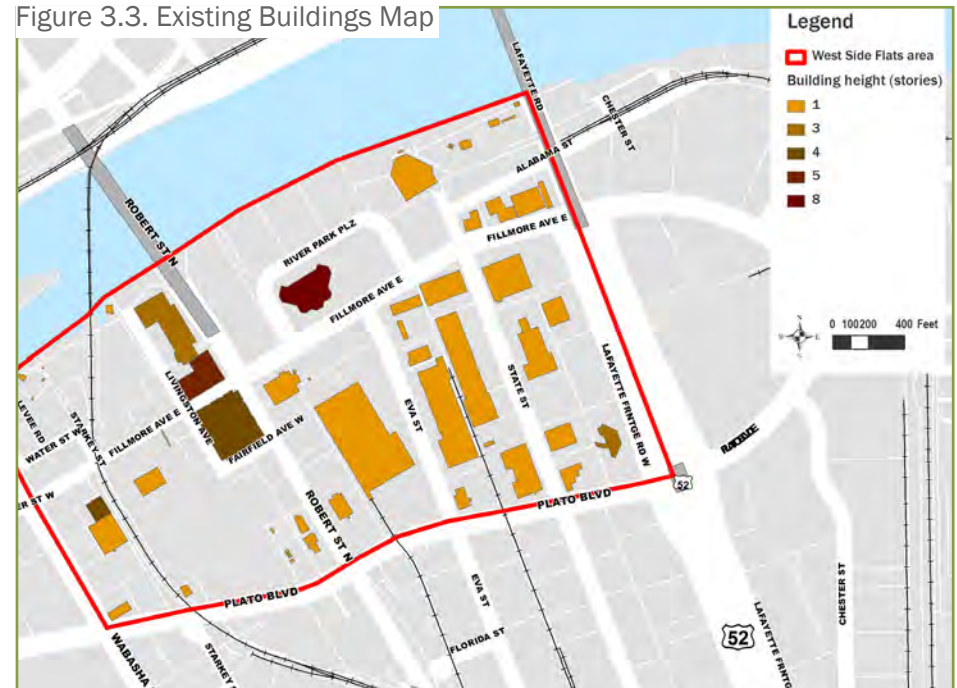 Figure 3.3. Existing Buildings Map
Legend
West Side Flats area
Building height (stories)
1
3
4
5
8
0 100200 400 Feet
N
E
S
LAFAYETTE RD
CHESTER ST
ALABAMA ST
ROBERT ST N
RIVER PARK PLZ
FILLMORE AVE E
FILLMORE AVE E
LIVINGSTON AVE
FILLMORE AVE E
FAIRFIELD AVE W
EVA ST
STATE ST
LAFAYETTE FRNTGE RD W
LEVEE RD
WATER ST W
STARKEY ST
ER ST W
ROBERT ST N
PLATO BLVD
52
PLATO BLVD
EVA ST
FLORIDA ST
CHESTER ST
52
WABASHA
STARKEY
LAFAYETTE FRNTG